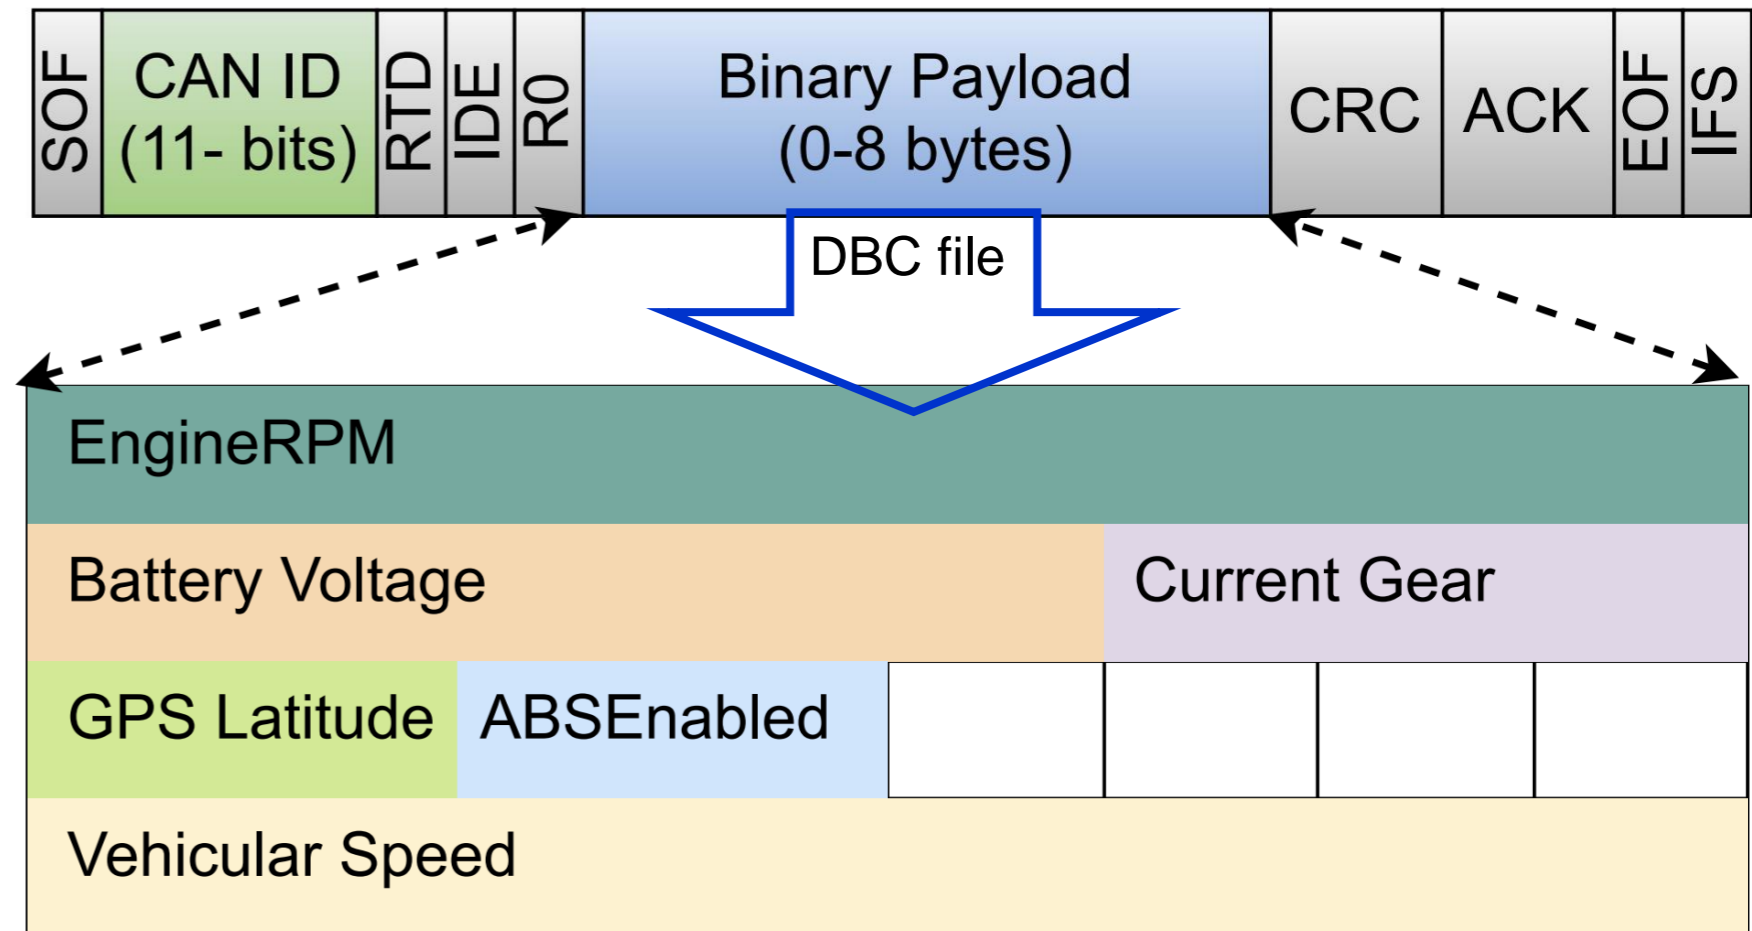 SOF
CAN ID
(11- bits)
RTD
IDE
R0
Binary Payload
(0-8 bytes)
CRC
ACK
EOF
IFS
DBC file
EngineRPM
Battery Voltage
Current Gear
GPS Latitude
ABSEnabled
Vehicular Speed